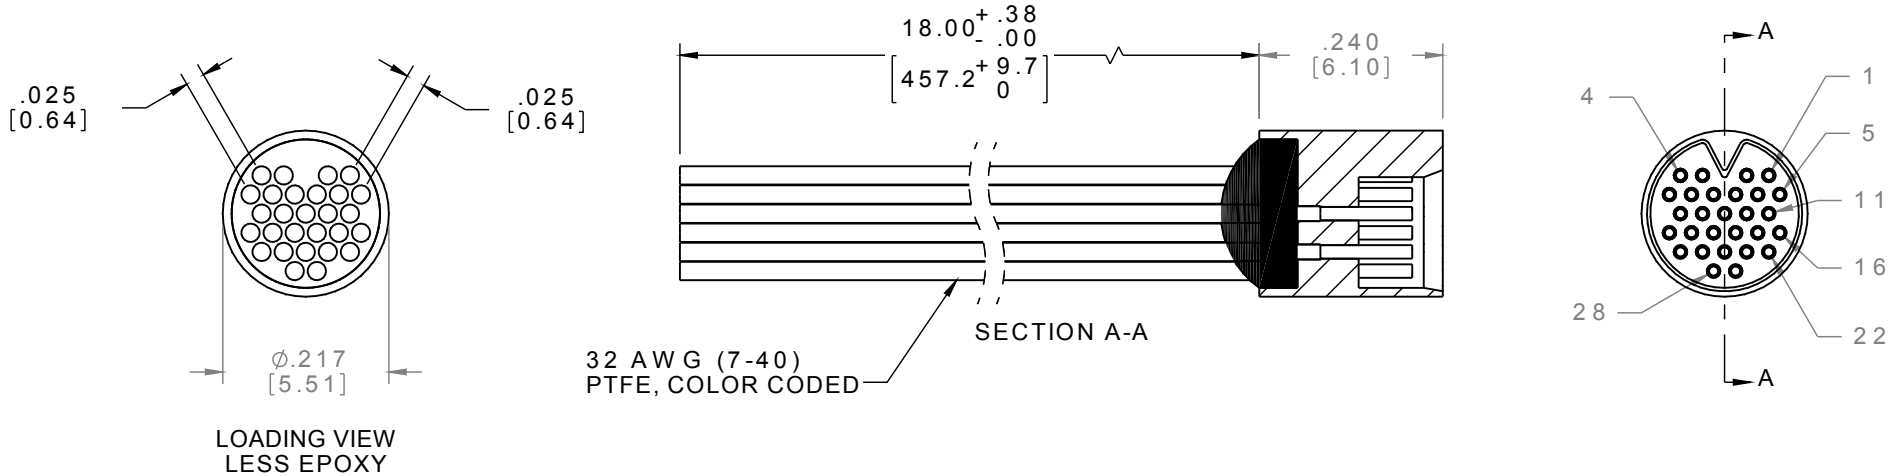 .025
[0.64]
.025
[0.64]
Ø.217
[5.51]
LOADING VIEW
LESS EPOXY
18.00 + .38
- .00
[457.2 + 9.7
0]
.240
[6.10]
32 AWG (7-40)
PTFE, COLOR CODED
SECTION A-A
A
1
4
5
11
16
28
22
A